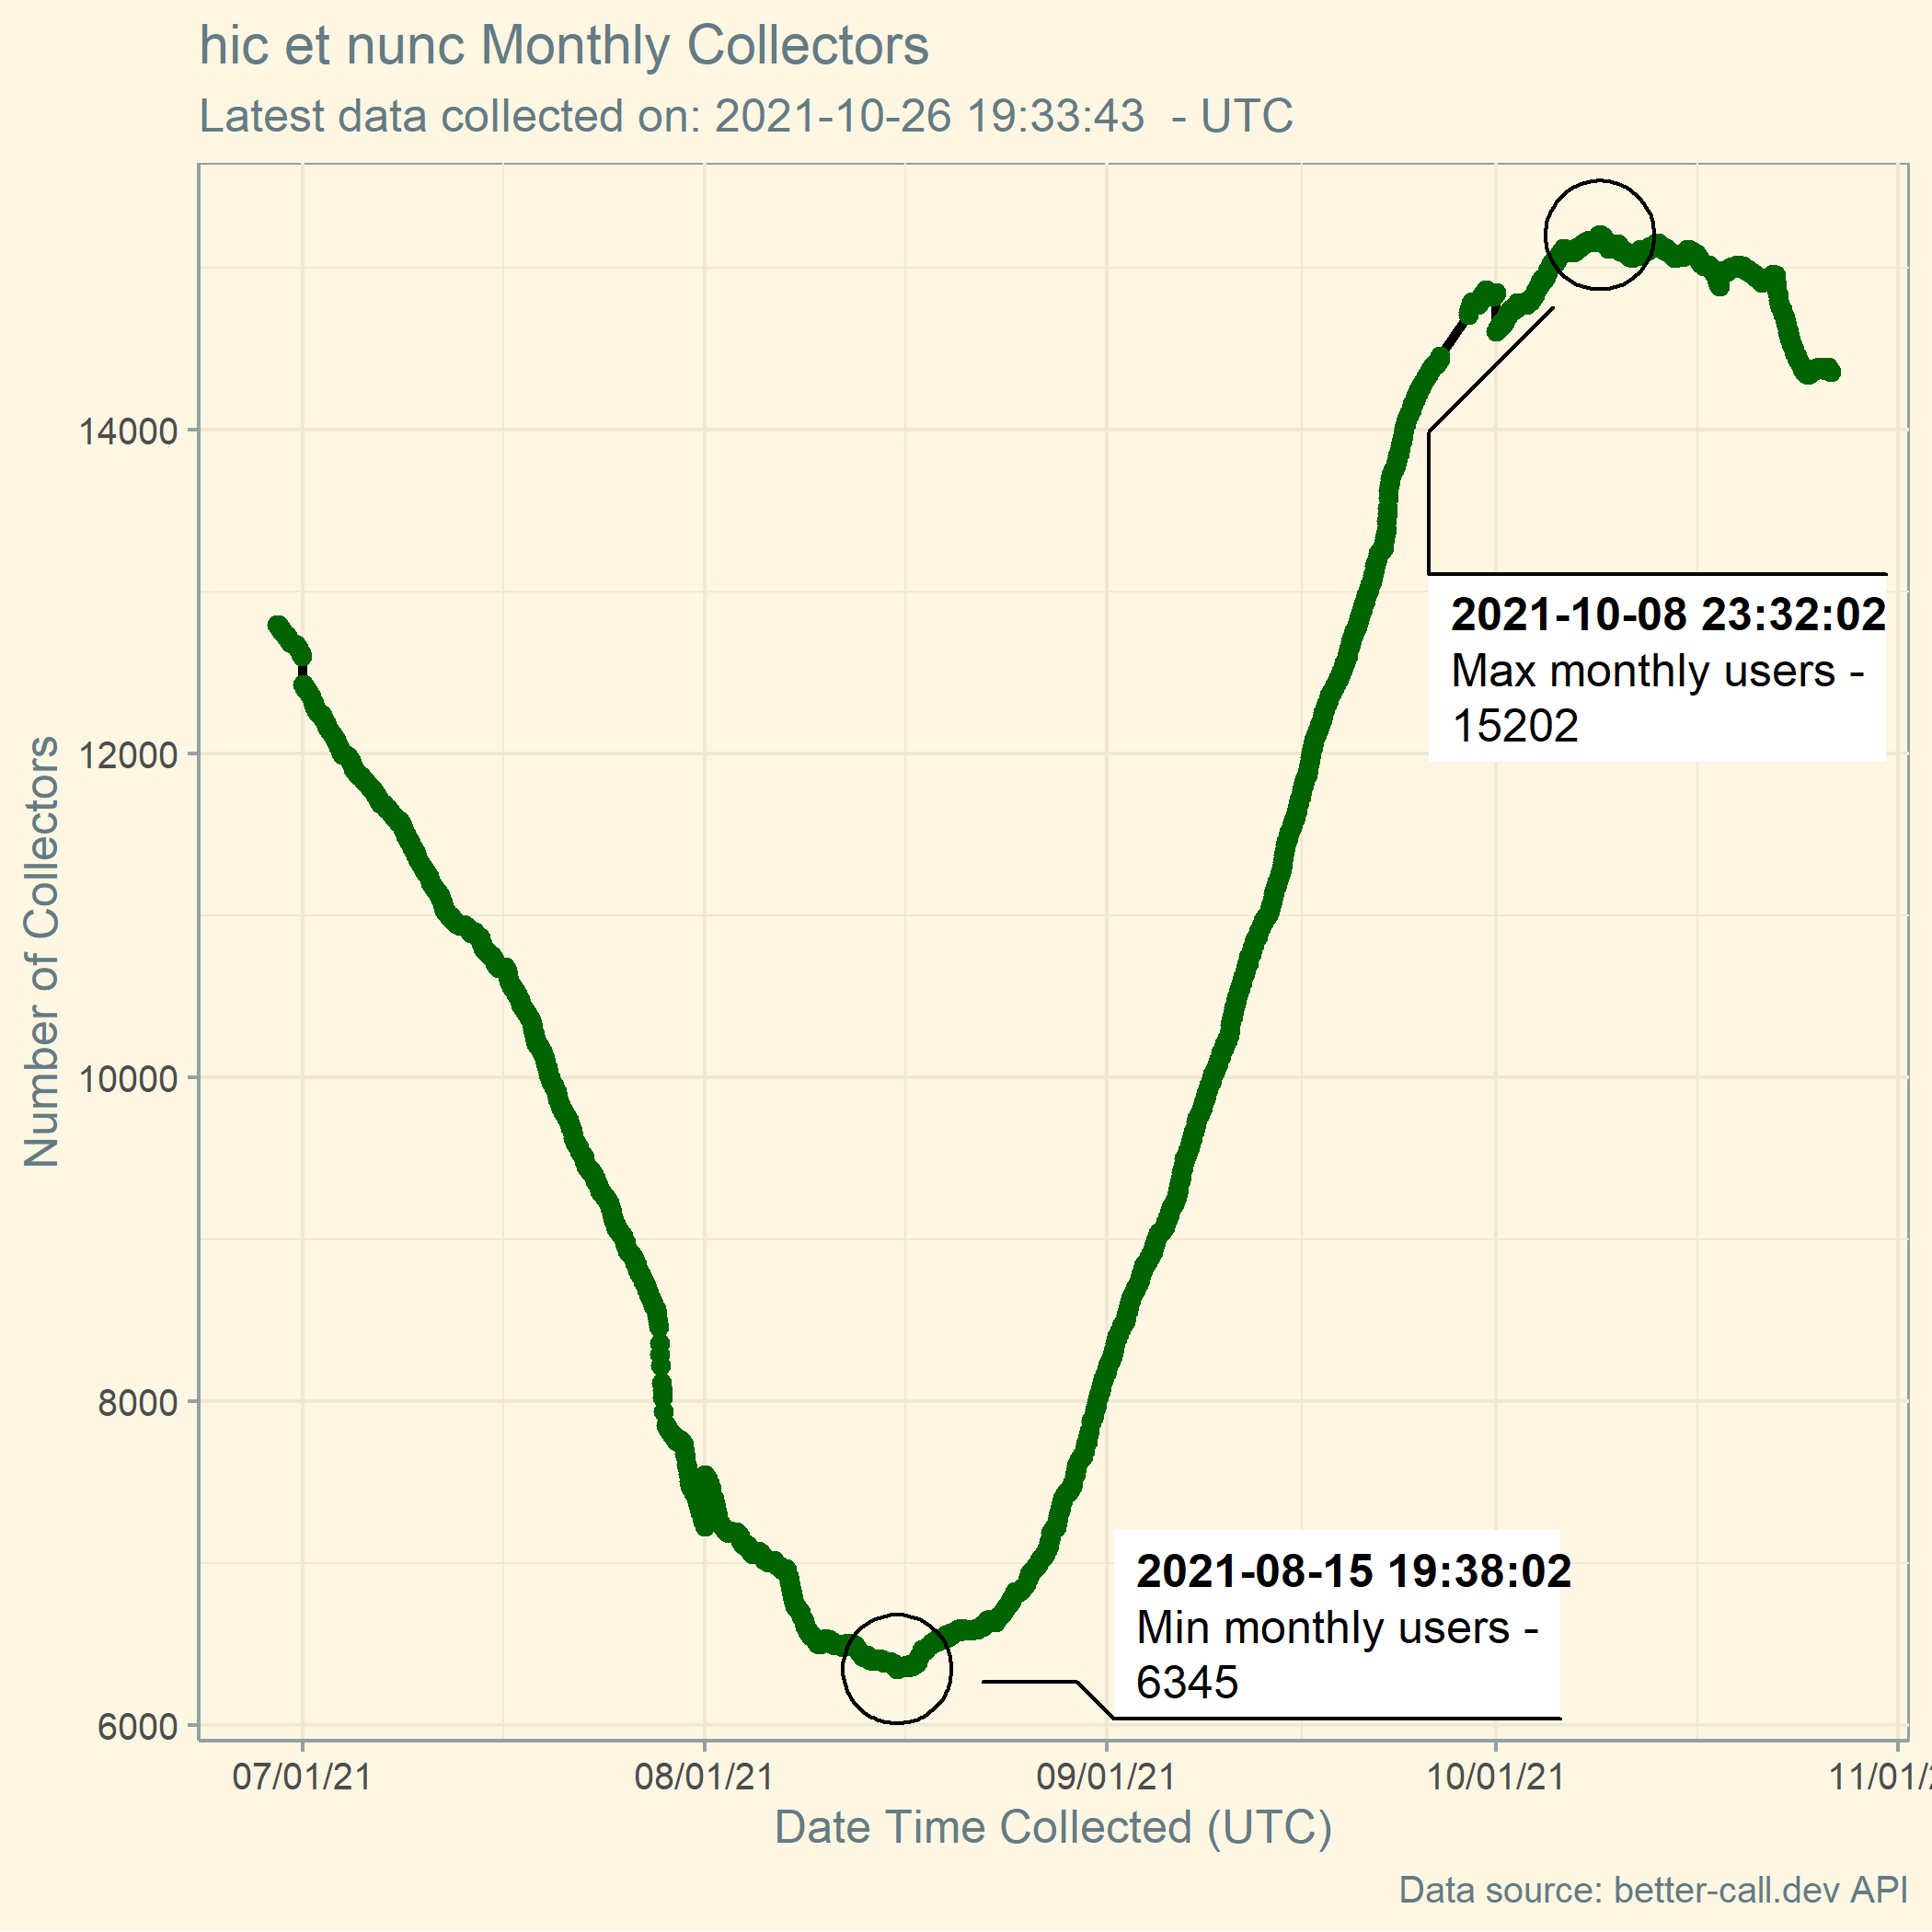 hic et nunc Monthly Collectors
Latest data collected on: 2021-10-26 19:33:43 - UTC
Number of Collectors
14000
12000
10000
8000
6000
2021-10-08 23:32:02
Max monthly users -
15202
2021-08-15 19:38:02
Min monthly users -
6345
07/01/21
08/01/21
09/01/21
10/01/21
Date Time Collected (UTC)
Data source: better-call.dev API